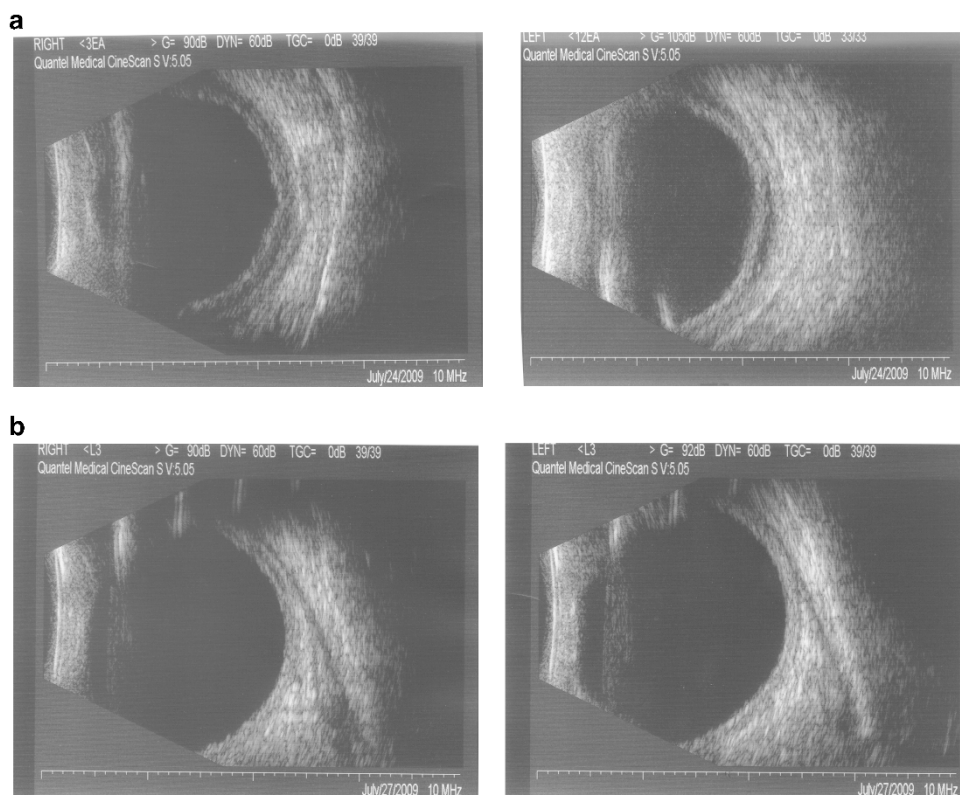 a
RIGHT <3EA > G= 90dB DYN= 60dB TGC= 0dB 39/39
Quantel Medical CineScan S V:5.05
July/24/2009 10 MHz
LEFT <12EA > G= 105dB DYN= 60dB TGC= 0dB 33/33
Quantel Medical CineScan S V:5.05
July/24/2009 10 MHz
b
RIGHT <L3 > G= 90dB DYN= 60dB TGC= 0dB 39/39
Quantel Medical CineScan S V:5.05
July/27/2009 10 MHz
LEFT <L3 > G= 92dB DYN= 60dB TGC= 0dB 39/39
Quantel Medical CineScan S V:5.05
July/27/2009 10 MHz